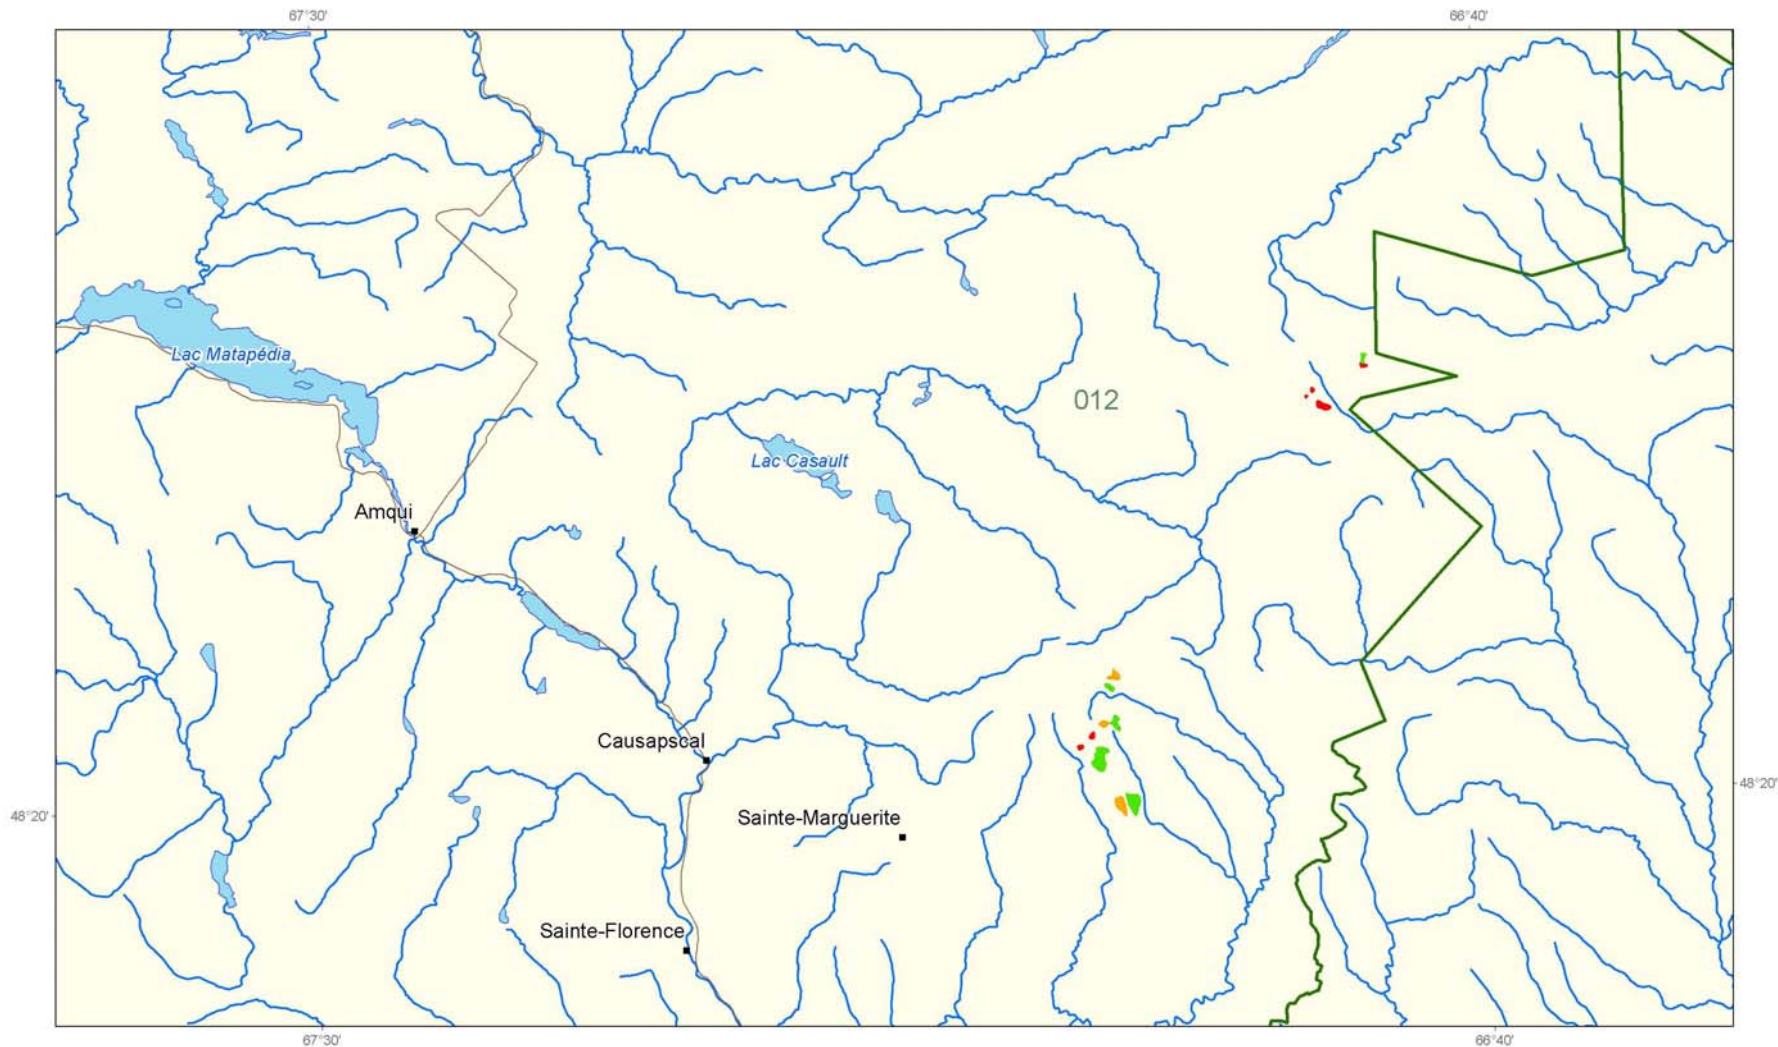 67°30'
66°40'
Lac Matapédia
012
Lac Casault
Amqui
Causapscal
48°20'
48°20'
Sainte-Marguerite
Sainte-Florence
67°30'
66°40'